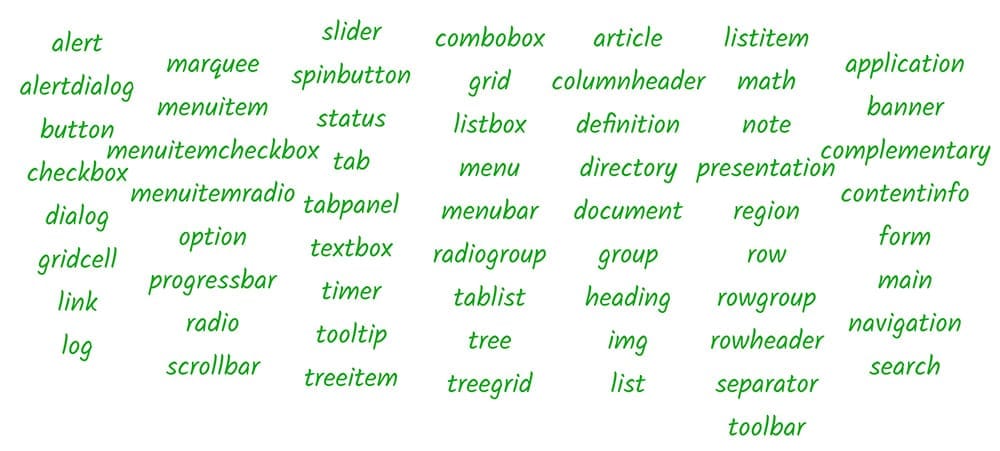 alert
alertdialog
button
checkbox
dialog
gridcell
link
log
marquee
menuitem
menuitemcheckbox
menuitemradio
option
progressbar
radio
scrollbar
slider
spinbutton
status
tab
tabpanel
textbox
timer
tooltip
treeitem
combobox
grid
listbox
menu
menubar
radiogroup
tablist
tree
treegrid
article
columnheader
definition
directory
document
group
heading
img
list
listitem
math
note
presentation
region
row
rowgroup
rowheader
separator
toolbar
application
banner
complementary
contentinfo
form
main
navigation
search